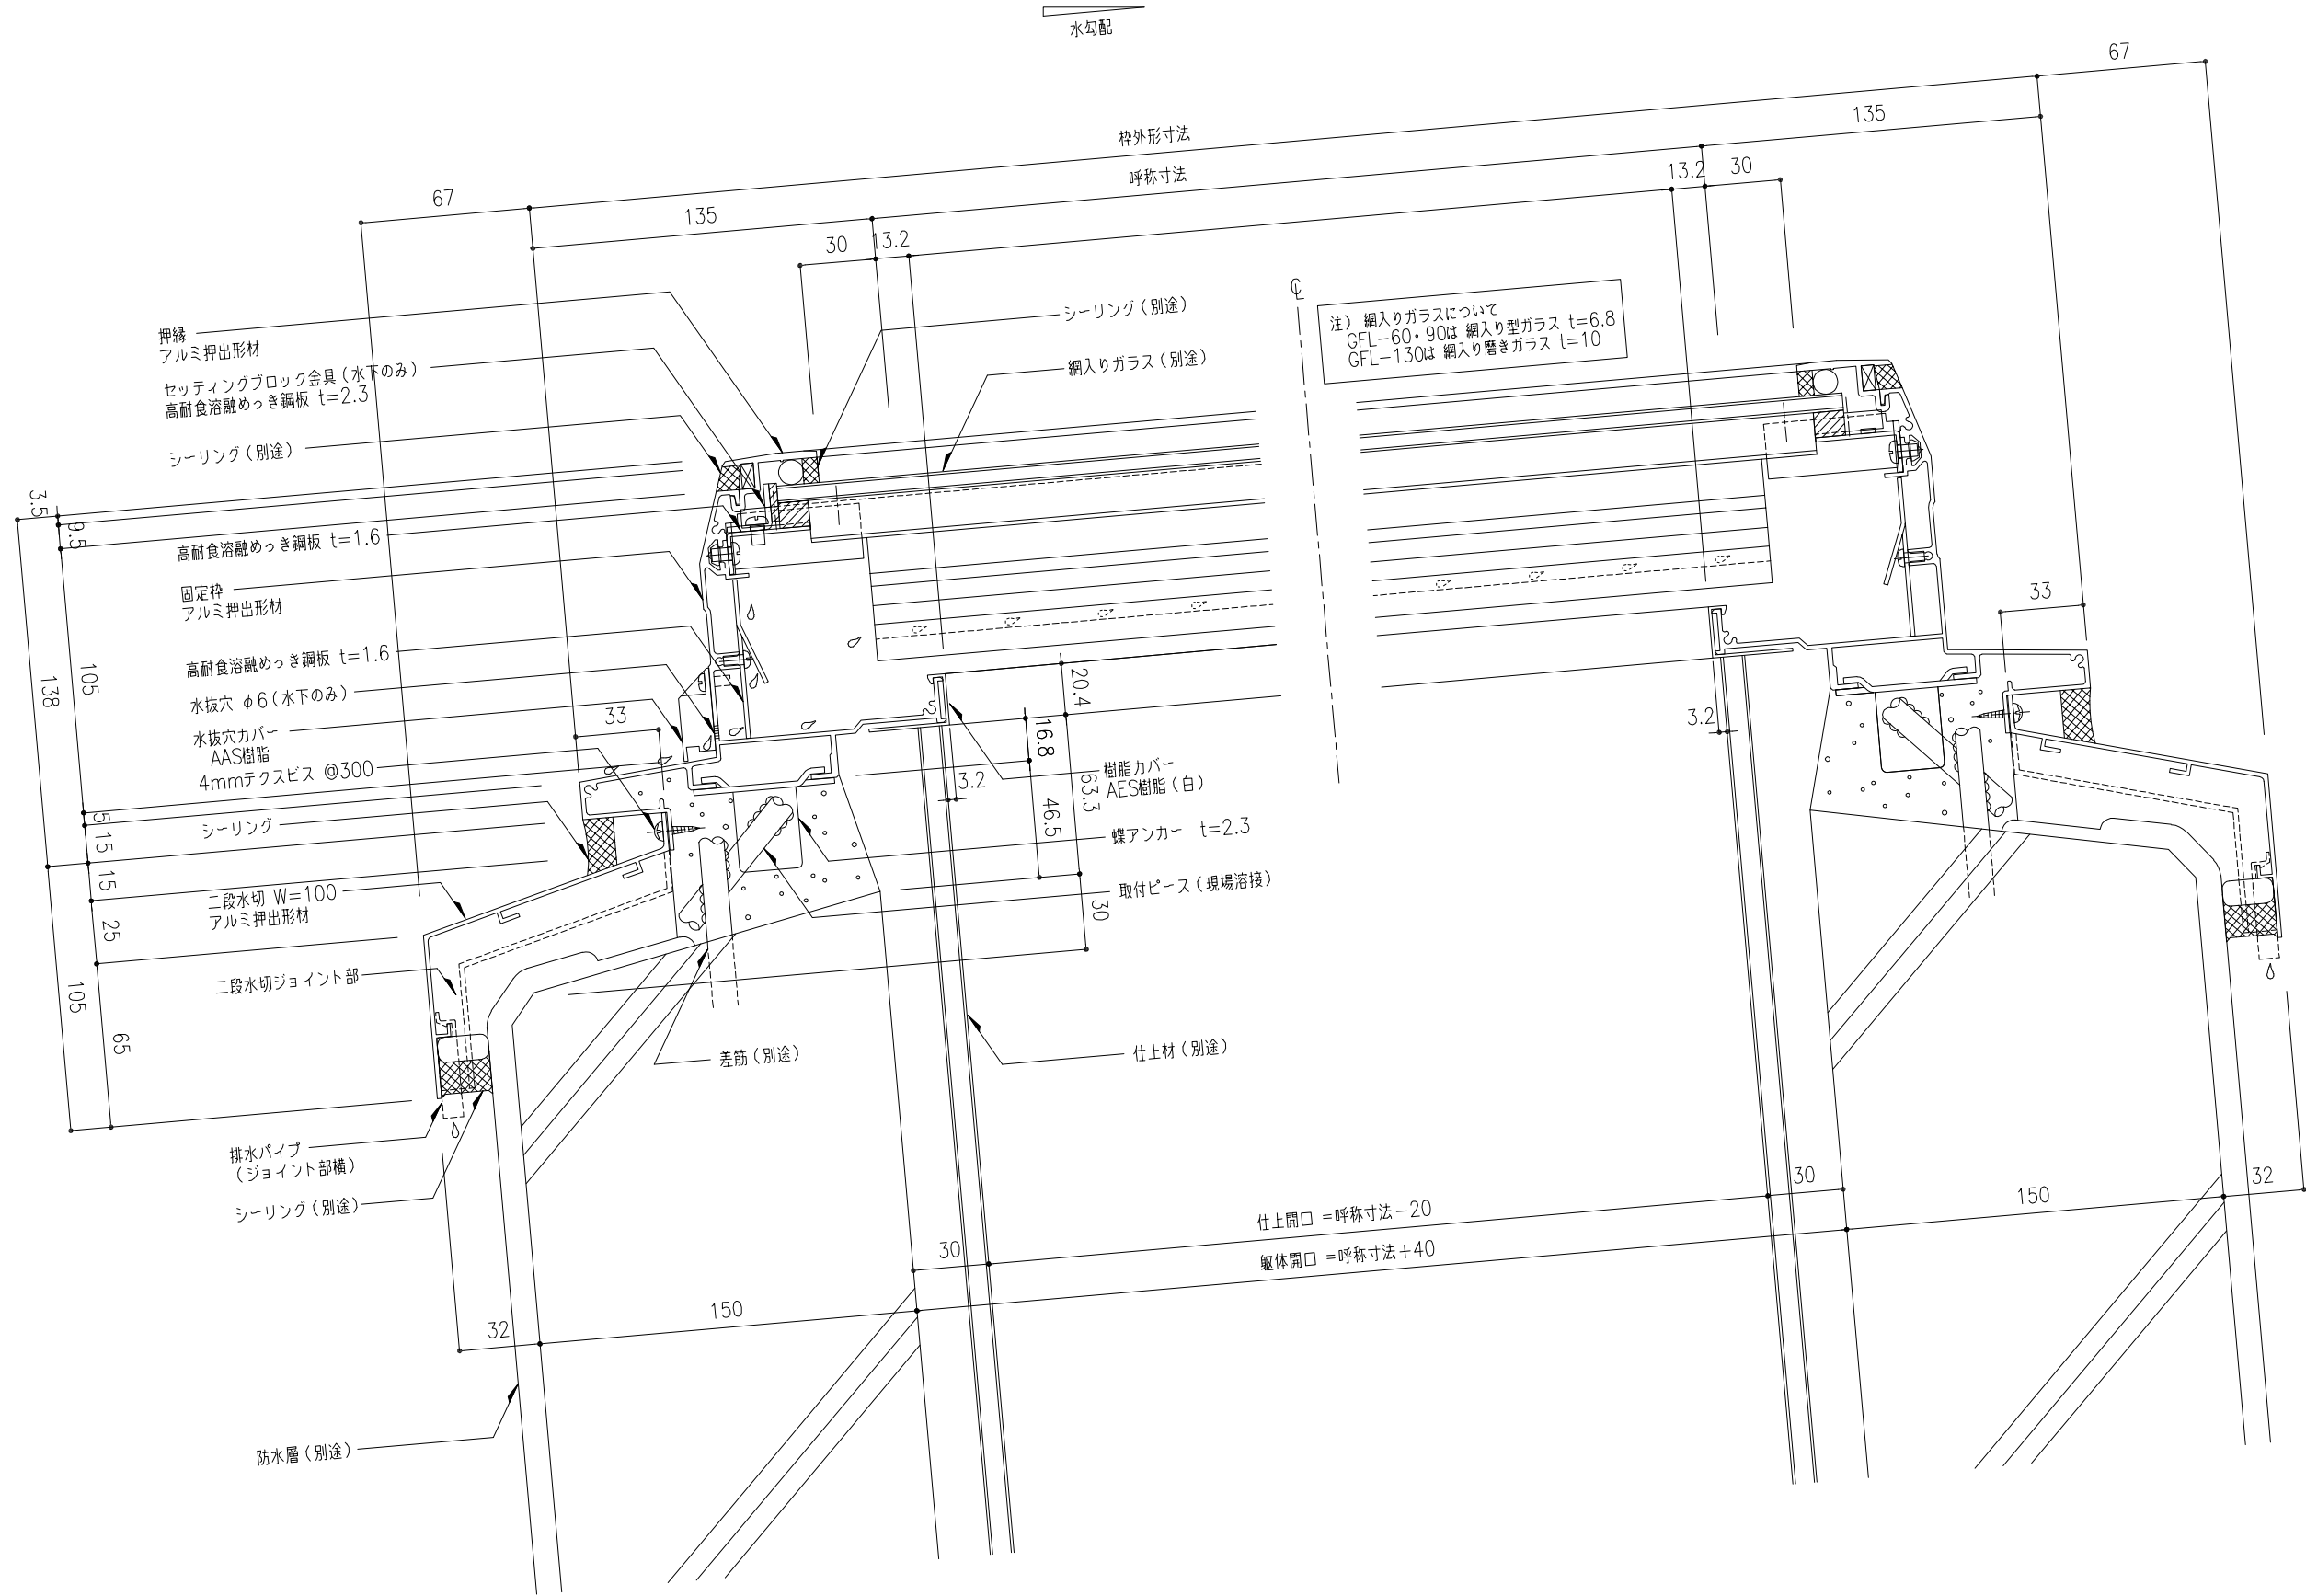 水勾配
67
枠外形寸法
135
呼称寸法
13.2
30
67
135
30
13.2
℄
注） 網入りガラスについて
GFL-60・90は 網入り型ガラス t=6.8
GFL-130は 網入り磨きガラス t=10
シーリング（別途）
網入りガラス（別途）
押縁
アルミ押出形材
セッティングブロック金具（水下のみ）
高耐食溶融めっき鋼板 t=2.3
シーリング（別途）
高耐食溶融めっき鋼板 t=1.6
固定枠
アルミ押出形材
高耐食溶融めっき鋼板 t=1.6
水抜穴 φ6（水下のみ）
水抜穴カバー
AAS樹脂
4mmテクスビス @300
シーリング
二段水切 W=100
アルミ押出形材
二段水切ジョイント部
排水パイプ
（ジョイント部横）
シーリング（別途）
防水層（別途）
3.5
9.5
105
138
5
15
15
25
105
65
33
33
20.4
16.8
63.3
46.5
30
3.2
3.2
樹脂カバー
AES樹脂（白）
蝶アンカー t=2.3
取付ピース（現場溶接）
差筋（別途）
仕上材（別途）
30
仕上開口 =呼称寸法-20
30
32
150
躯体開口 =呼称寸法+40
150
32